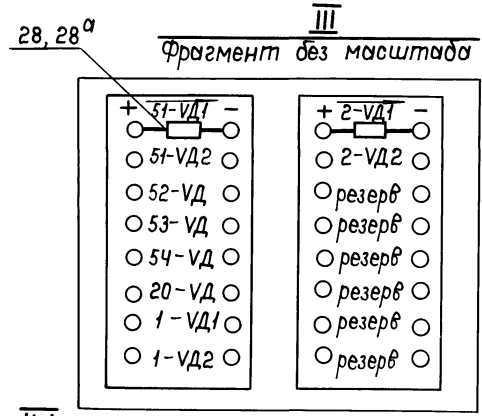 III
28, 28а
Фрагмент без масштаба
+ 51-VД1 -
51-VД2
52-VД
53-VД
54-VД
20-VД
1-VД1
1-VД2
+ 2-VД1 -
2-VД2
резерв
резерв
резерв
резерв
резерв
резерв